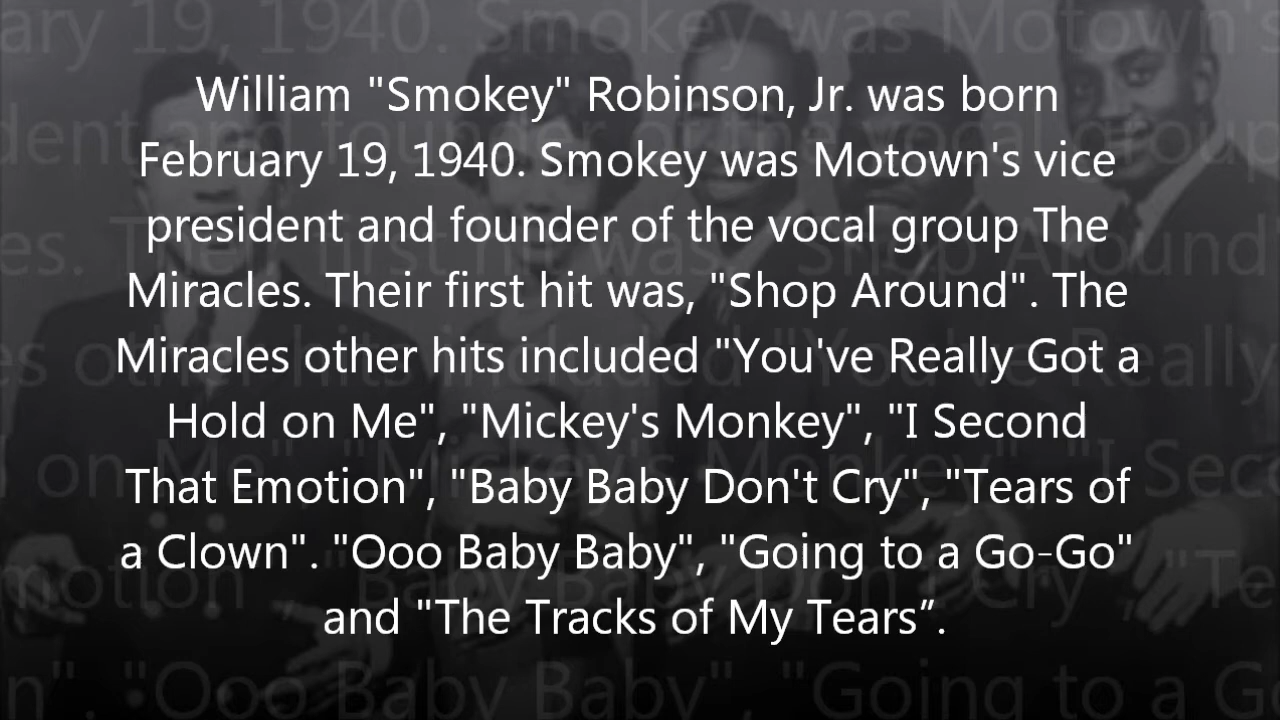 William "Smokey" Robinson, Jr. was born
February 19, 1940. Smokey was Motown's vice
president and founder of the vocal group The
Miracles. Their first hit was, "Shop Around". The
Miracles other hits included "You've Really Got a
Hold on Me", "Mickey's Monkey", "I Second
That Emotion", "Baby Baby Don't Cry", "Tears of
a Clown". "Ooo Baby Baby", "Going to a Go-Go"
and "The Tracks of My Tears”.